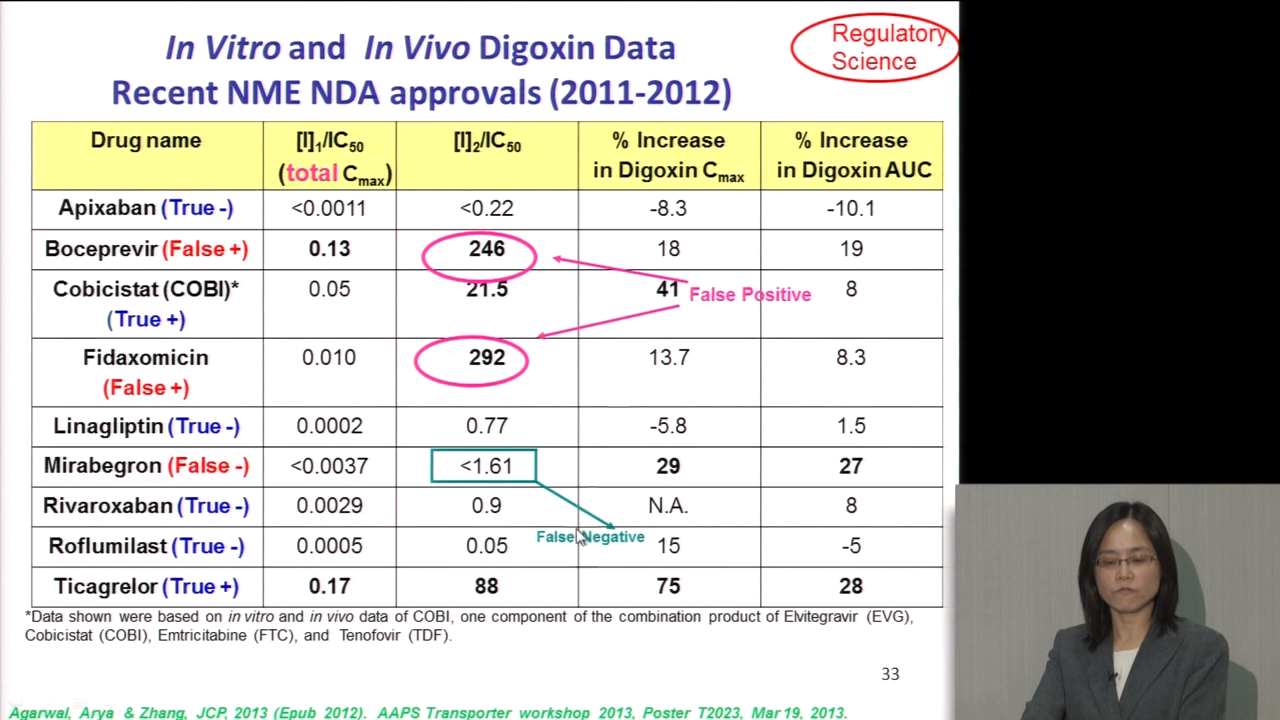 In Vitro and In Vivo Digoxin Data
Recent NME NDA approvals (2011-2012)
Regulatory
Science
Drug name [I]1/IC50 (total Cmax) [I]2/IC50 % Increase in Digoxin Cmax % Increase in Digoxin AUC
Apixaban (True -) <0.0011 <0.22 -8.3 -10.1
Boceprevir (False +) 0.13 246 18 19
Cobicistat (COBI)* (True +) 0.05 21.5 41 8
False Positive
Fidaxomicin (False +) 0.010 292 13.7 8.3
Linagliptin (True -) 0.0002 0.77 -5.8 1.5
Mirabegron (False -) <0.0037 <1.61 29 27
Rivaroxaban (True -) 0.0029 0.9 N.A. 8
False Negative
Roflumilast (True -) 0.0005 0.05 15 -5
Ticagrelor (True +) 0.17 88 75 28
*Data shown were based on in vitro and in vivo data of COBI, one component of the combination product of Elvitegravir (EVG),
Cobicistat (COBI), Emtricitabine (FTC), and Tenofovir (TDF).
33
Agarwal, Arya & Zhang, JCP, 2013 (Epub 2012). AAPS Transporter workshop 2013, Poster T2023, Mar 19, 2013.